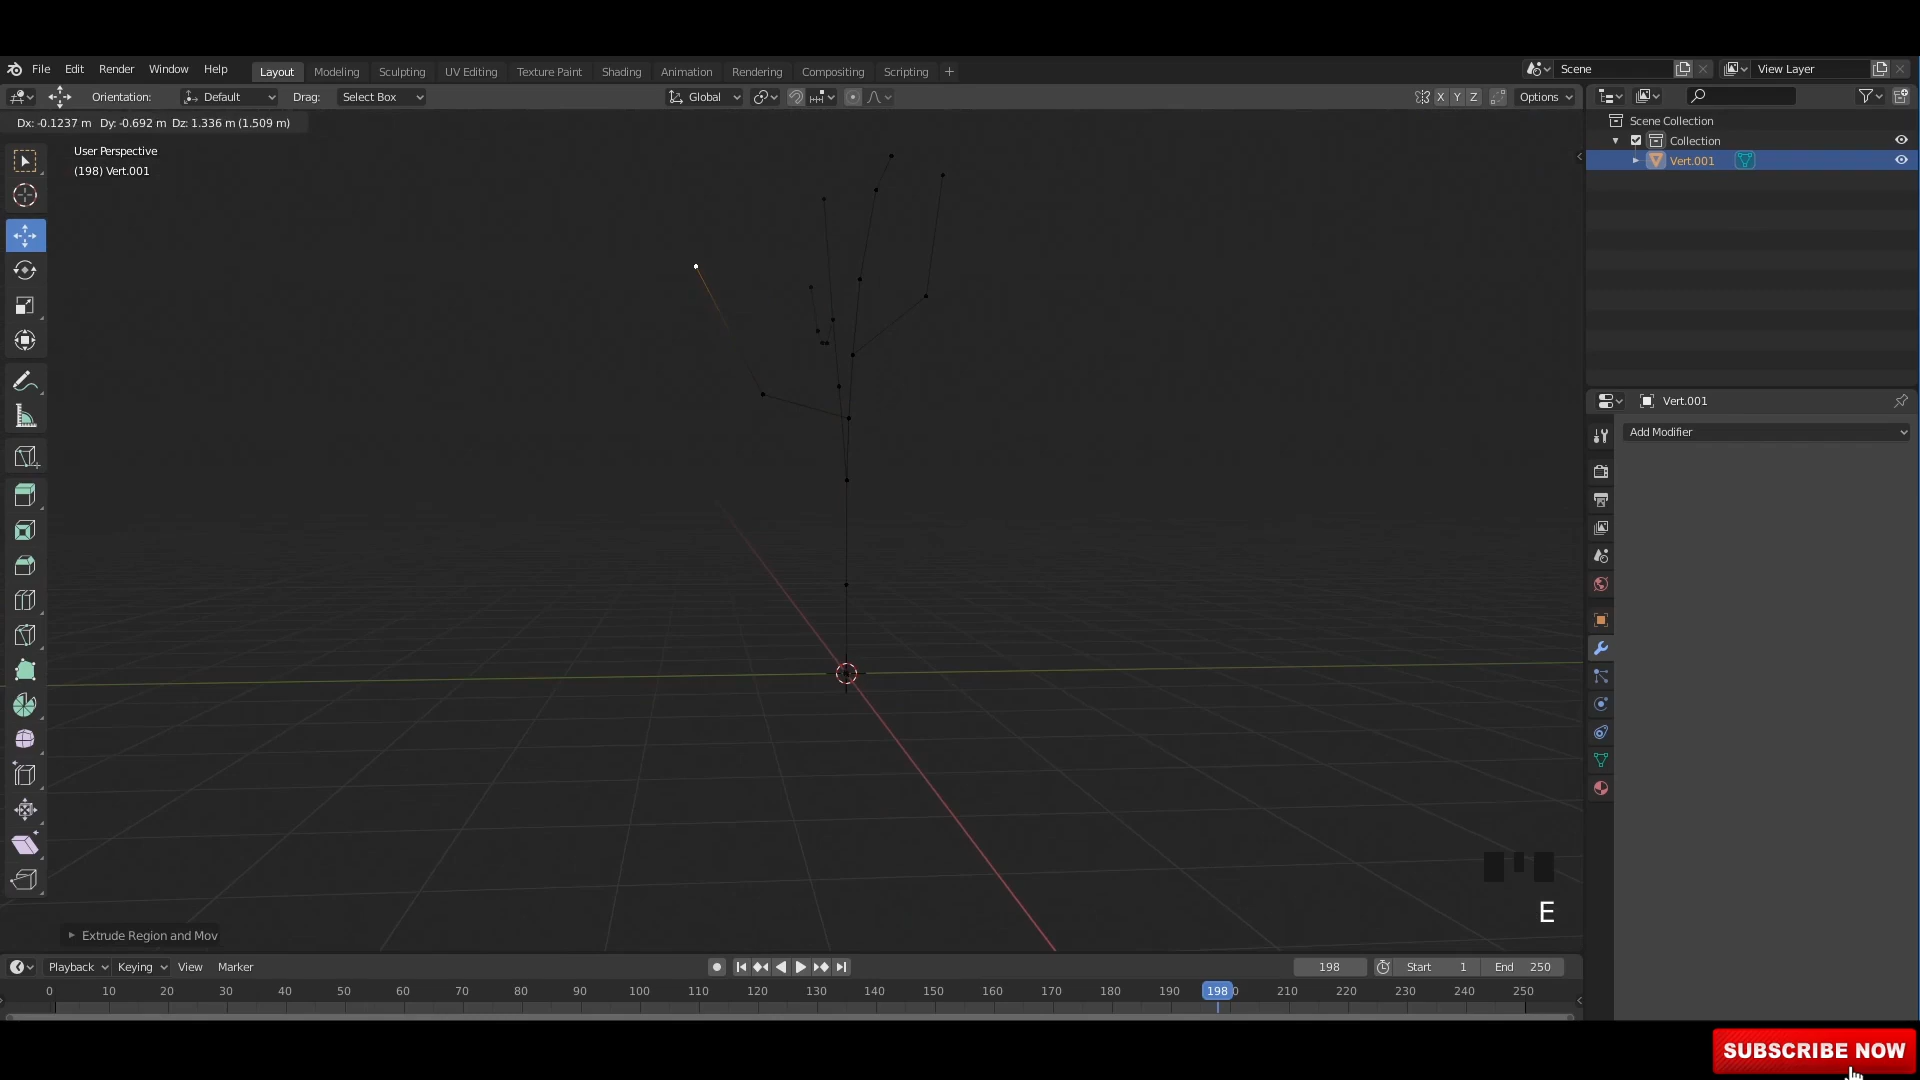 File Edit Render Window Help Layout Modeling Sculpting UV Editing Texture Paint Shading Animation Rendering Compositing Scripting + Scene View Layer
Orientation: Default Drag: Select Box Global X Y Z Options
Dx: -0.1237 m Dy: -0.692 m Dz: 1.336 m (1.509 m)
User Perspective
(198) Vert.001
Scene Collection
Collection
Vert.001
Vert.001
Add Modifier
E
Extrude Region and Mov
Playback Keying View Marker 198 Start 1 End 250
0 10 20 30 40 50 60 70 80 90 100 110 120 130 140 150 160 170 180 190 198 0 210 220 230 240 250
SUBSCRIBE NOW